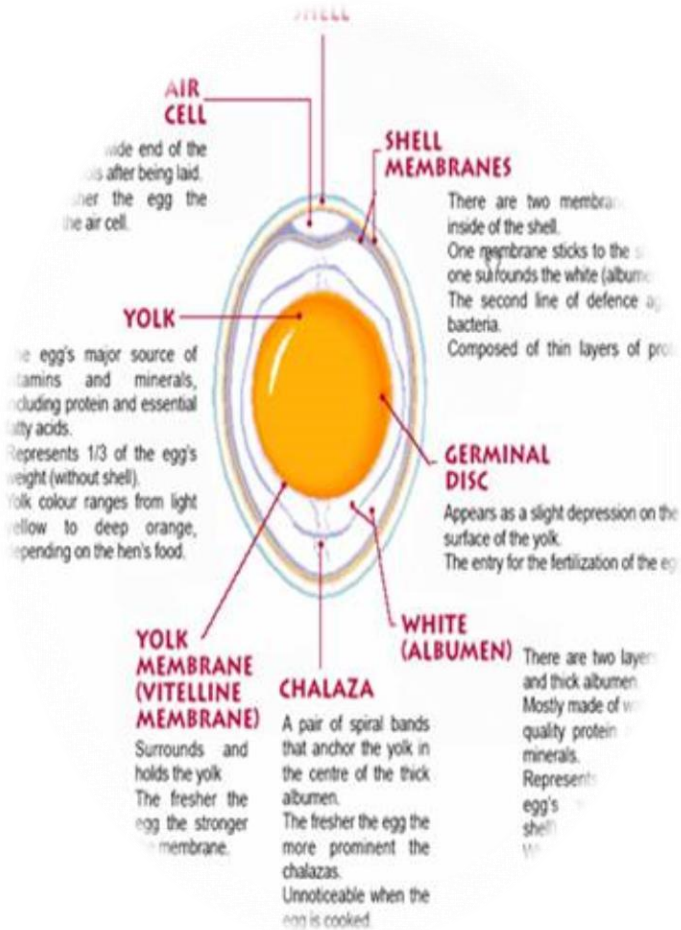 SHELL
AIR
CELL
wide end of the
after being laid.
the egg the
the air cell.
SHELL
MEMBRANES
There are two
inside of the shell.
One membrane sticks to the
one surrounds the white
The second line of defence
bacteria.
Composed of thin layers of
YOLK
egg's major source of
and minerals,
protein and essential
acids.
Represents 1/3 of the egg's
weight (without shell).
Yolk colour ranges from light
to deep orange,
depending on the hen's food.
GERMINAL
DISC
Appears as a slight depression on the
surface of the yolk.
The entry for the fertilization of the
WHITE
(ALBUMEN)
There are two
and thick albumen
Mostly made of
quality protein
minerals.
Represents
egg's
YOLK
MEMBRANE
(VITELLINE
MEMBRANE)
Surrounds and
holds the yolk
The fresher the
egg the stronger
membrane.
CHALAZA
A pair of spiral bands
that anchor the yolk in
the centre of the thick
albumen.
The fresher the egg the
more prominent the
chalazas.
Unnoticeable when the
egg is cooked.